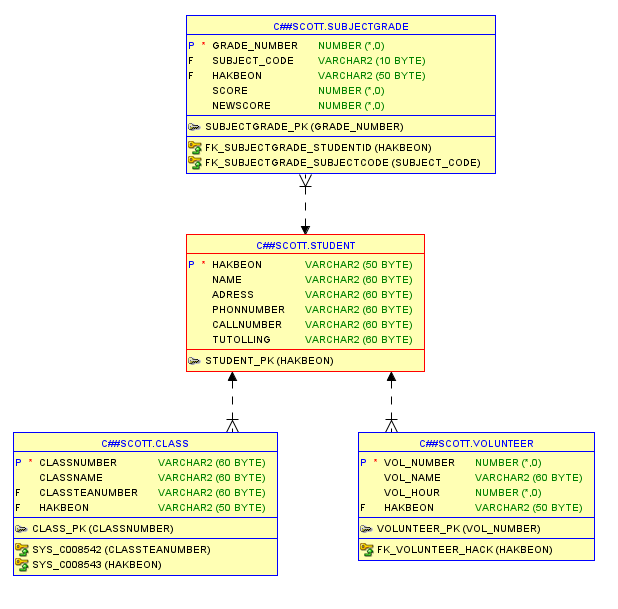 C##SCOTT.SUBJECTGRADE
P * GRADE_NUMBER NUMBER (*,0)
F SUBJECT_CODE VARCHAR2 (10 BYTE)
F HAKBEON VARCHAR2 (50 BYTE)
SCORE NUMBER (*,0)
NEWSCORE NUMBER (*,0)
SUBJECTGRADE_PK (GRADE_NUMBER)
FK_SUBJECTGRADE_STUDENTID (HAKBEON)
FK_SUBJECTGRADE_SUBJECTCODE (SUBJECT_CODE)
C##SCOTT.STUDENT
P * HAKBEON VARCHAR2 (50 BYTE)
NAME VARCHAR2 (60 BYTE)
ADRESS VARCHAR2 (60 BYTE)
PHONNUMBER VARCHAR2 (60 BYTE)
CALLNUMBER VARCHAR2 (60 BYTE)
TUTOLLING VARCHAR2 (60 BYTE)
STUDENT_PK (HAKBEON)
C##SCOTT.CLASS
P * CLASSNUMBER VARCHAR2 (60 BYTE)
CLASSNAME VARCHAR2 (60 BYTE)
F CLASSTEANUMBER VARCHAR2 (60 BYTE)
F HAKBEON VARCHAR2 (50 BYTE)
CLASS_PK (CLASSNUMBER)
SYS_C008542 (CLASSTEANUMBER)
SYS_C008543 (HAKBEON)
C##SCOTT.VOLUNTEER
P * VOL_NUMBER NUMBER (*,0)
VOL_NAME VARCHAR2 (60 BYTE)
VOL_HOUR NUMBER (*,0)
F HAKBEON VARCHAR2 (50 BYTE)
VOLUNTEER_PK (VOL_NUMBER)
FK_VOLUNTEER_HACK (HAKBEON)